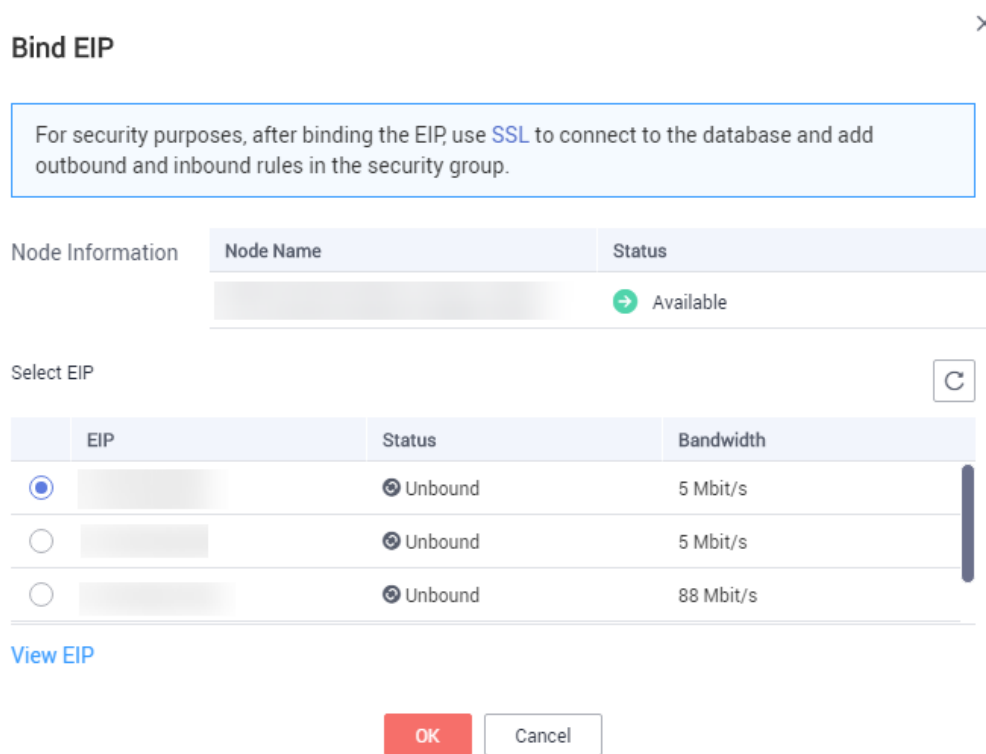 Bind EIP
For security purposes, after binding the EIP, use SSL to connect to the database and add
outbound and inbound rules in the security group.
Node Information
Node Name Status
Available
Select EIP
EIP Status Bandwidth
Unbound 5 Mbit/s
Unbound 5 Mbit/s
Unbound 88 Mbit/s
View EIP
OK Cancel